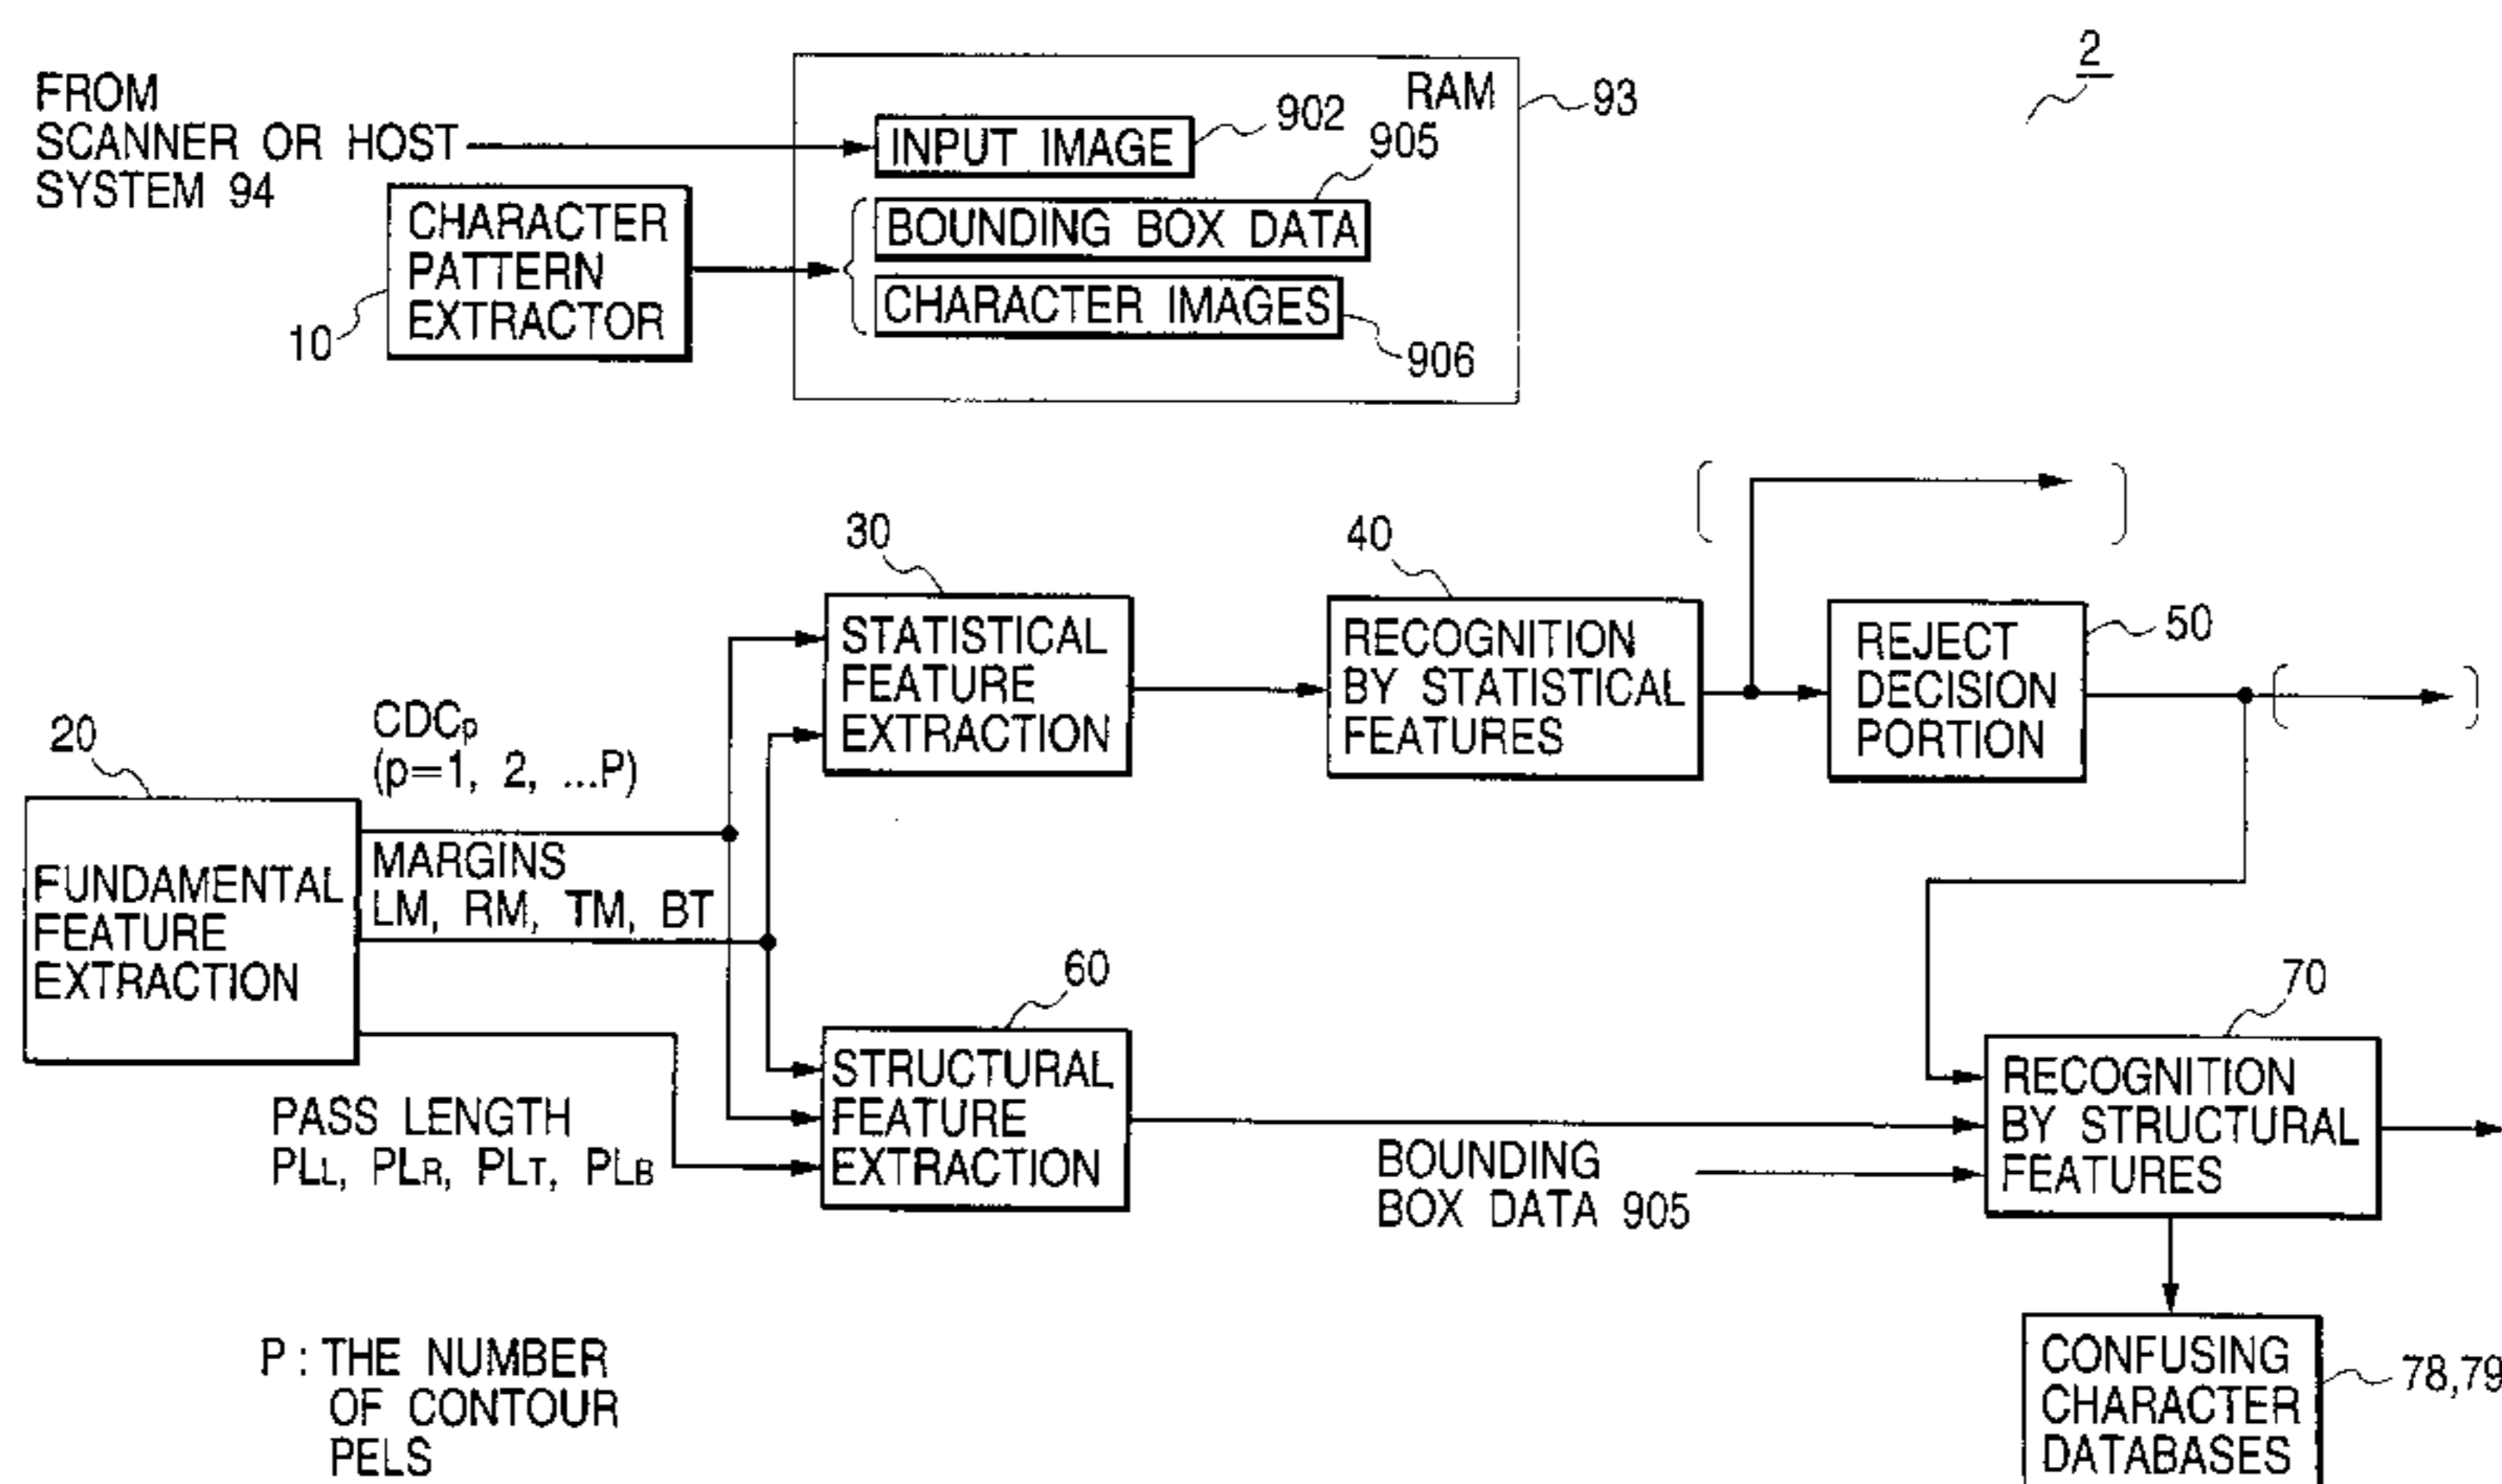 2
FROM
SCANNER OR HOST
SYSTEM 94
RAM
93
INPUT IMAGE
902
905
BOUNDING BOX DATA
CHARACTER IMAGES
906
CHARACTER
PATTERN
EXTRACTOR
10
30
STATISTICAL
FEATURE
EXTRACTION
40
RECOGNITION
BY STATISTICAL
FEATURES
REJECT
DECISION
PORTION
50
20
FUNDAMENTAL
FEATURE
EXTRACTION
CDCp
(p=1, 2, ...P)
MARGINS
LM, RM, TM, BT
PASS LENGTH
PLL, PLR, PLT, PLB
60
STRUCTURAL
FEATURE
EXTRACTION
BOUNDING
BOX DATA 905
70
RECOGNITION
BY STRUCTURAL
FEATURES
CONFUSING
CHARACTER
DATABASES
78,79
P : THE NUMBER
OF CONTOUR
PELS